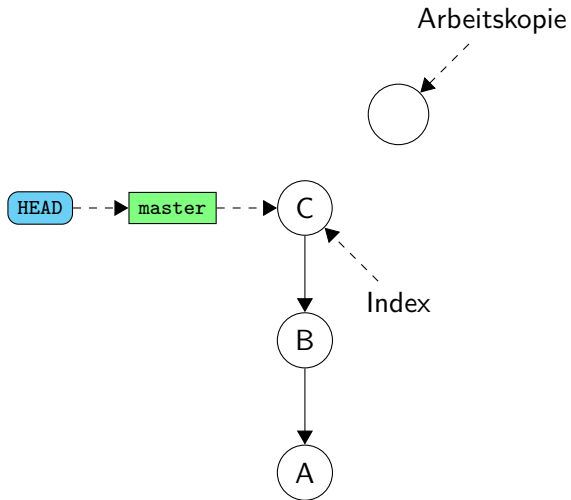 Arbeitskopie
HEAD
master
C
Index
B
A